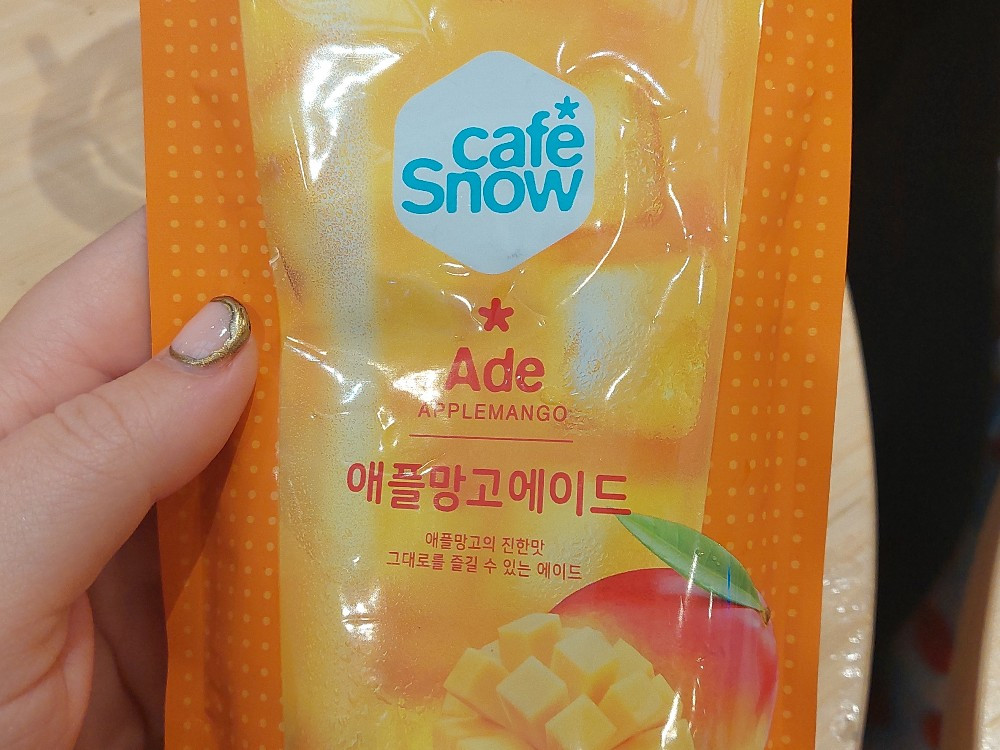 Ade
café
Snow
Ade
APPLEMANGO
애플망고에이드
애플망고의 진한맛
그대로를 즐길 수 있는 에이드